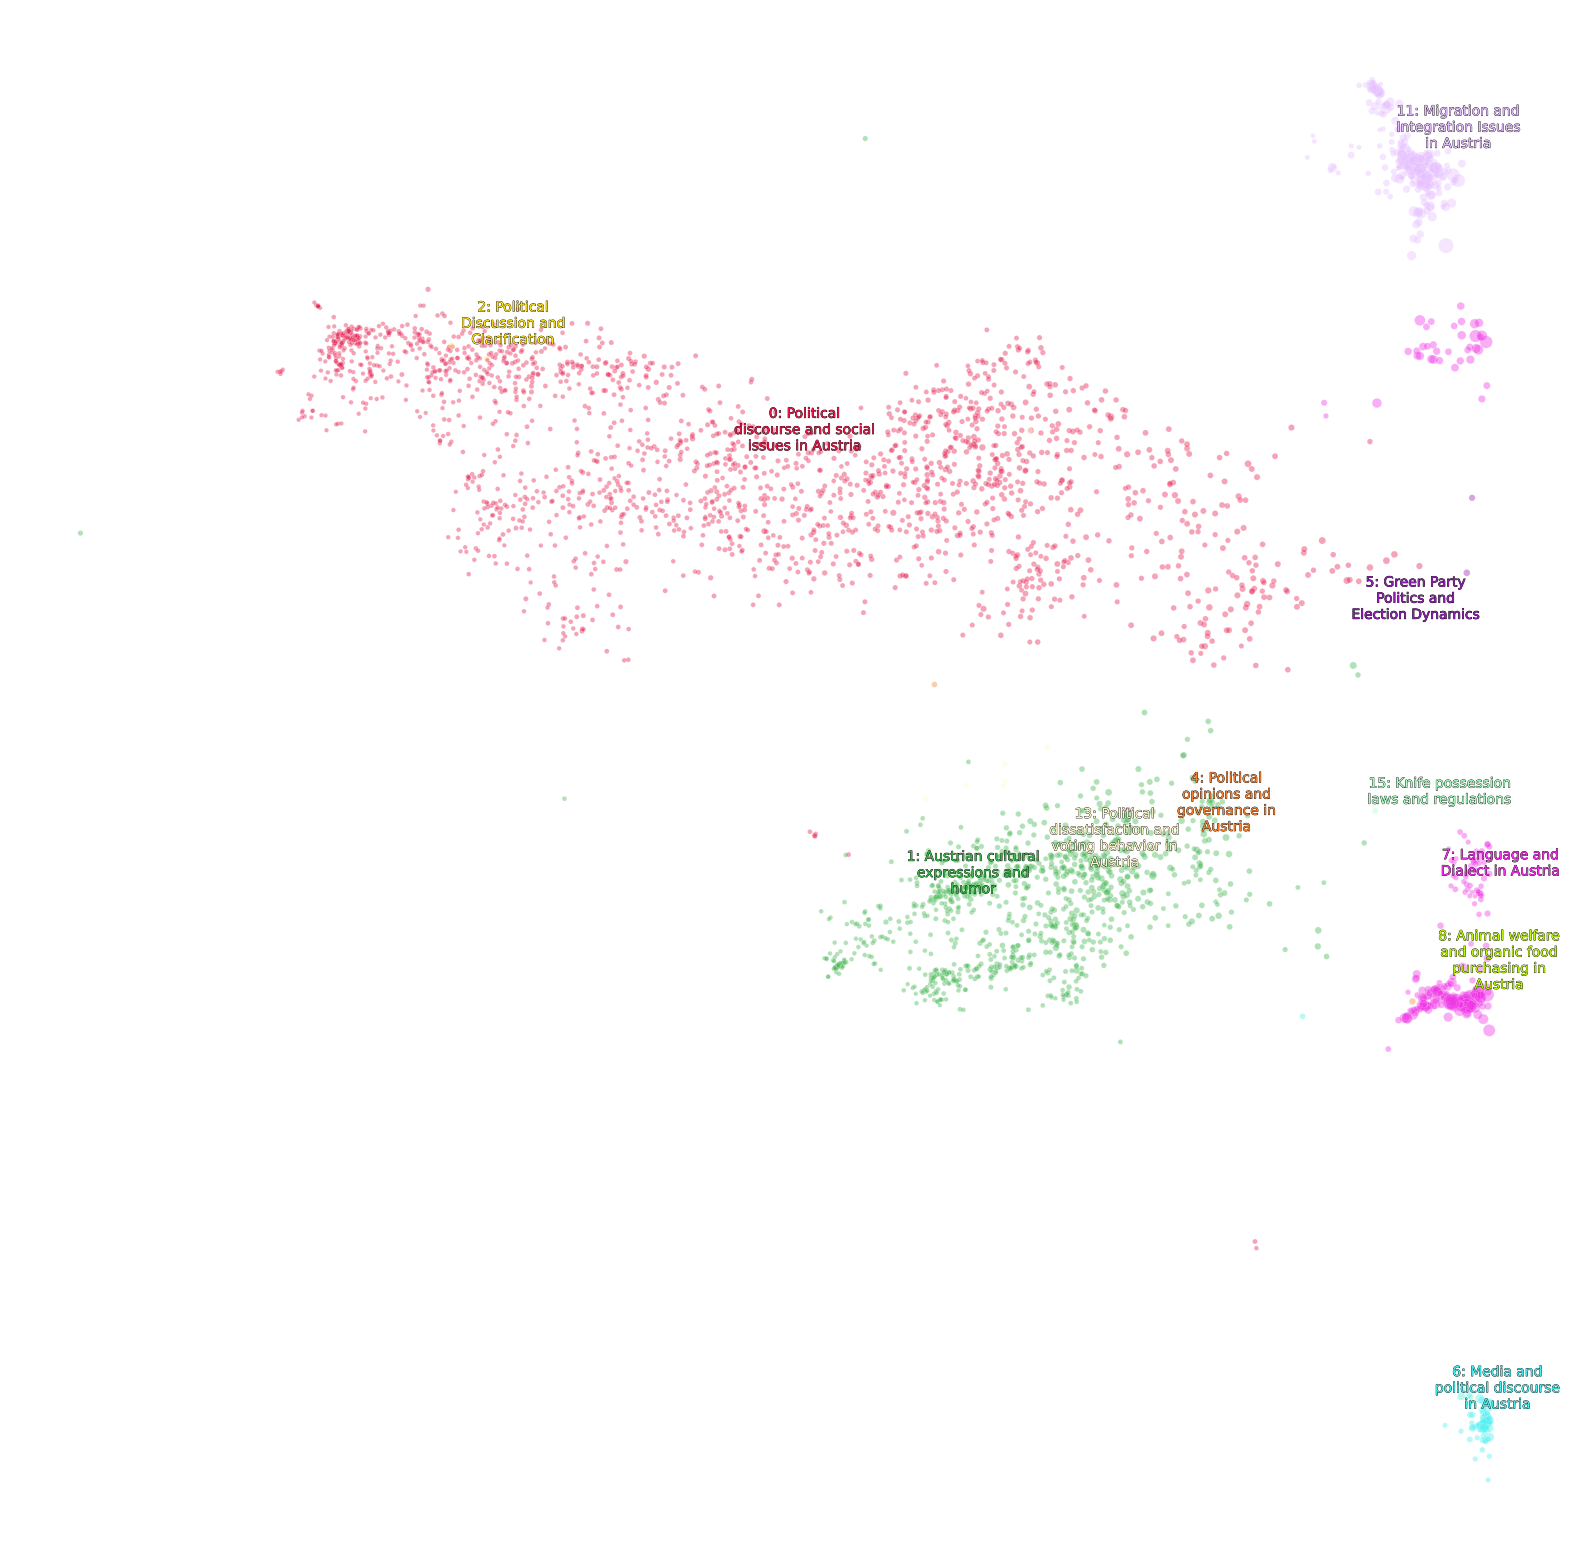 11: Migration and
Integration Issues
in Austria
2: Political
Discussion and
Clarification
0: Political
discourse and social
issues in Austria
5: Green Party
Politics and
Election Dynamics
4: Political
opinions and
governance in
Austria
15: Knife possession
laws and regulations
13: Political
dissatisfaction and
voting behavior in
Austria
1: Austrian cultural
expressions and
humor
7: Language and
Dialect in Austria
8: Animal welfare
and organic food
purchasing in
Austria
6: Media and
political discourse
in Austria